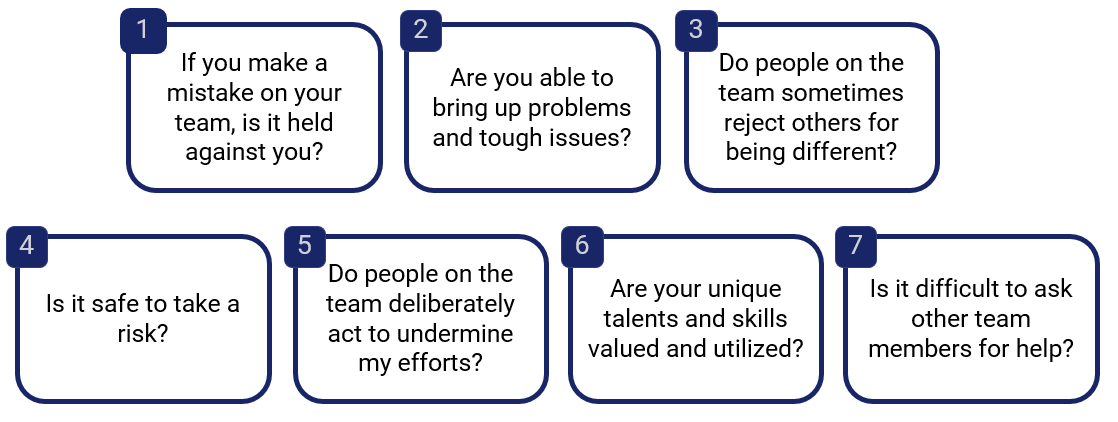 1
If you make a
mistake on your
team, is it held
against you?
2
Are you able to
bring up problems
and tough issues?
3
Do people on the
team sometimes
reject others for
being different?
4
Is it safe to take a
risk?
5
Do people on the
team deliberately
act to undermine
my efforts?
6
Are your unique
talents and skills
valued and utilized?
7
Is it difficult to ask
other team
members for help?